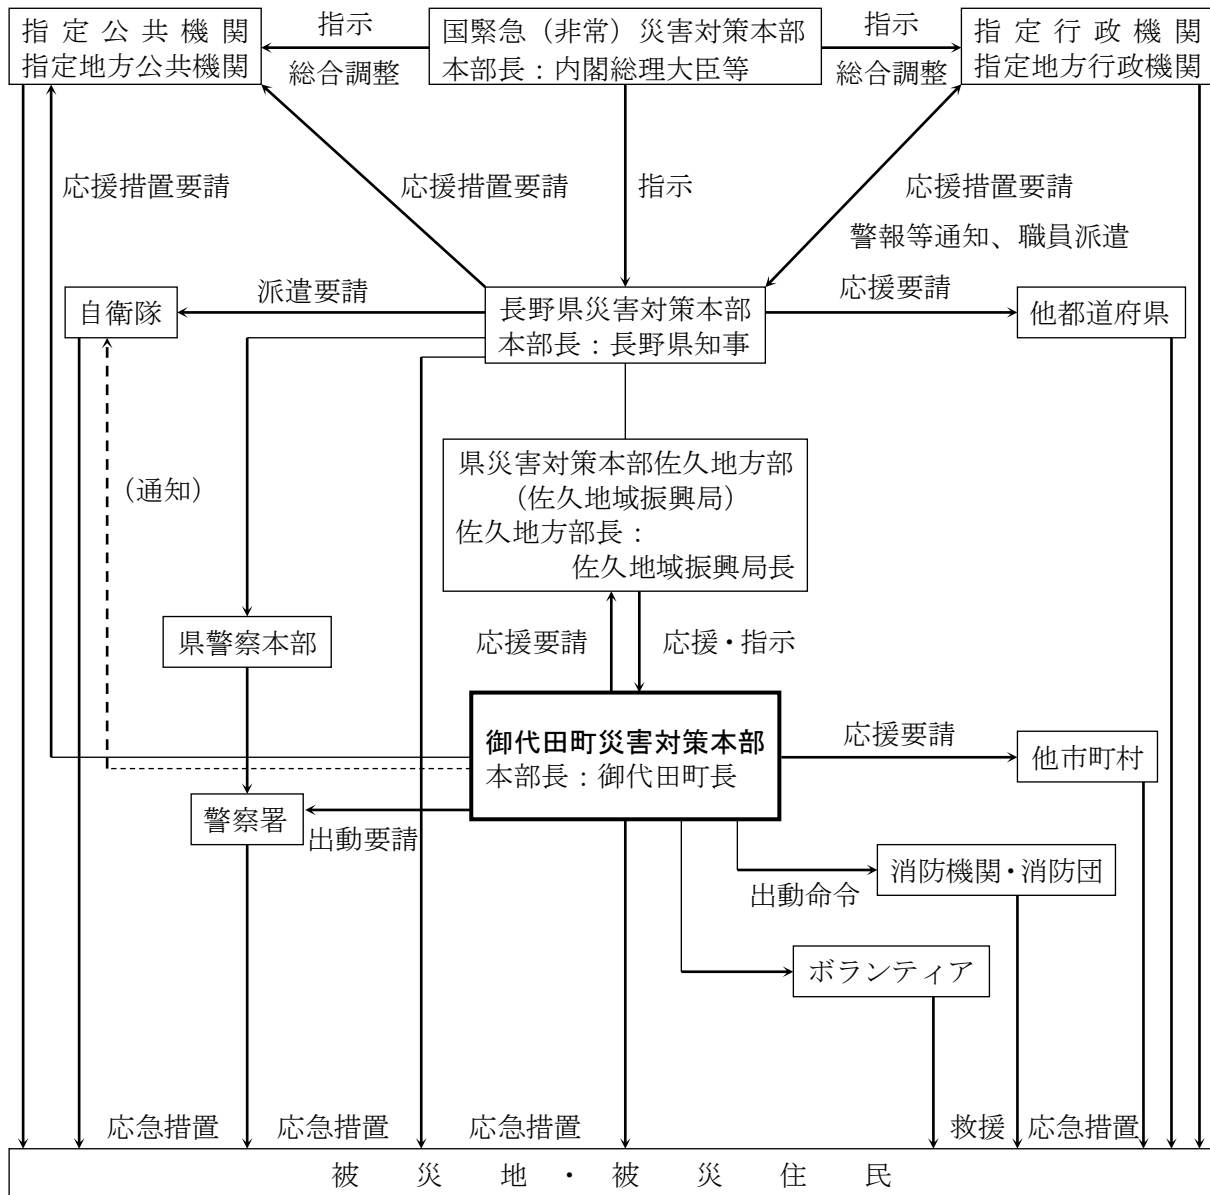 指定公共機関
指定地方公共機関
指示
総合調整
国緊急（非常）災害対策本部
本部長：内閣総理大臣等
指示
総合調整
指定行政機関
指定地方行政機関
応援措置要請
応援措置要請
指示
応援措置要請
警報等通知、職員派遣
自衛隊
派遣要請
長野県災害対策本部
本部長：長野県知事
応援要請
他都道府県
（通知）
県災害対策本部佐久地方部
（佐久地域振興局）
佐久地方部長：
佐久地域振興局長
県警察本部
応援要請
応援・指示
御代田町災害対策本部
本部長：御代田町長
応援要請
他市町村
警察署
出動要請
消防機関・消防団
出動命令
ボランティア
応急措置
応急措置
応急措置
救援
応急措置
被災地・被災住民